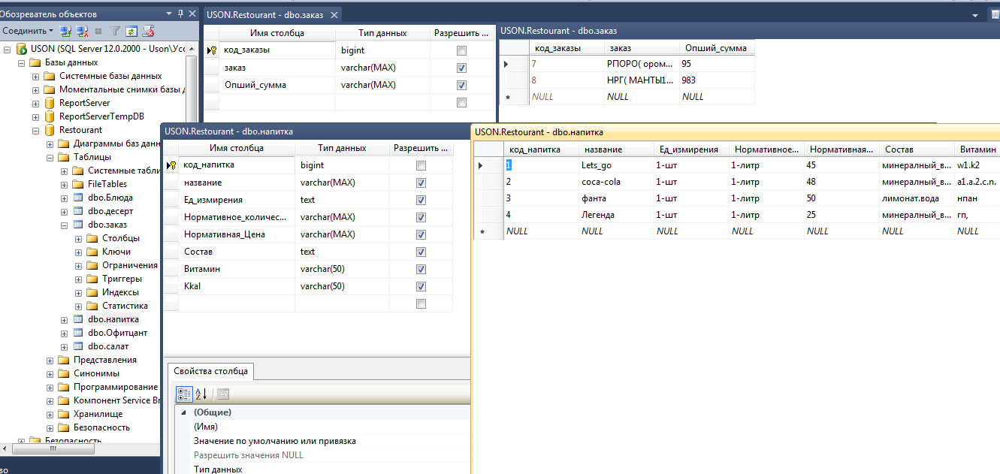 Обозреватель объектов
Соединить
USON (SQL Server 12.0.2000 - Uson\Усо
Базы данных
Системные базы данных
Моментальные снимки базы д
ReportServer
ReportServerTempDB
Restourant
Диаграммы баз данн
Таблицы
Системные табли
FileTables
dbo.Блюда
dbo.десерт
dbo.заказ
Столбцы
Ключи
Ограничения
Триггеры
Индексы
Статистика
dbo.напитка
dbo.Офитцант
dbo.салат
Представления
Синонимы
Программирование
Компонент Service Br
Хранилище
Безопасность
Безопасность
во
USON.Restourant - dbo.заказ
Имя столбца Тип данных Разрешить ...
код_заказы bigint
заказ varchar(MAX)
Опший_сумма varchar(MAX)
USON.Restourant - dbo.заказ
код_заказы заказ Опший_сумма
7 РПОРО( ором... 95
8 НРГ( МАНТЫ1... 983
NULL NULL NULL
USON.Restourant - dbo.напитка
Имя столбца Тип данных Разрешить ...
код_напитка bigint
название varchar(MAX)
Ед_измирения text
Нормативное_количес... varchar(MAX)
Нормативная_Цена varchar(MAX)
Состав text
Витамин varchar(50)
Kkal varchar(50)
Свойства столбца
(Общие)
(Имя)
Значение по умолчанию или привязка
Разрешить значения NULL
Тип данных
USON.Restourant - dbo.напитка
код_напитка название Ед_измирения Нормативное... Нормативная... Состав Витамин
1 Lets_go 1-шт 1-литр 45 минералный_в... w1.k2
2 coca-cola 1-шт 1-литр 48 минералный_в... a1.a.2.c.n.
3 фанта 1-шт 1-литр 50 лимонат.вода нпан
4 Легенда 1-шт 1-литр 25 минералный_в... гп,
NULL NULL NULL NULL NULL NULL NULL